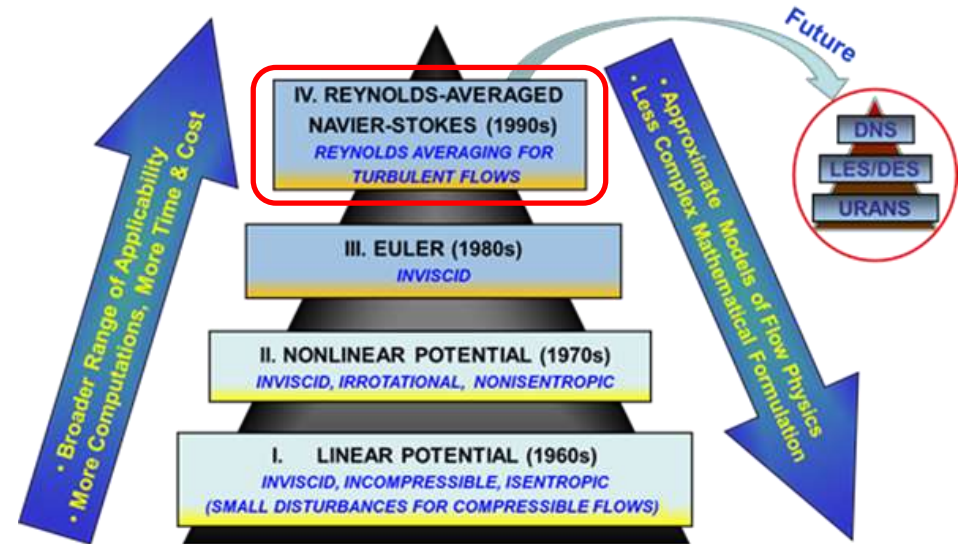 Future
IV. REYNOLDS-AVERAGED
NAVIER-STOKES (1990s)
REYNOLDS AVERAGING FOR
TURBULENT FLOWS
III. EULER (1980s)
INVISCID
II. NONLINEAR POTENTIAL (1970s)
INVISCID, IRROTATIONAL, NONISENTROPIC
I. LINEAR POTENTIAL (1960s)
INVISCID, INCOMPRESSIBLE, ISENTROPIC
(SMALL DISTURBANCES FOR COMPRESSIBLE FLOWS)
• Broader Range of Applicability
• More Computations, More Time & Cost
• Approximate Models of Flow Physics
• Less Complex Mathematical Formulation
DNS
LES/DES
URANS